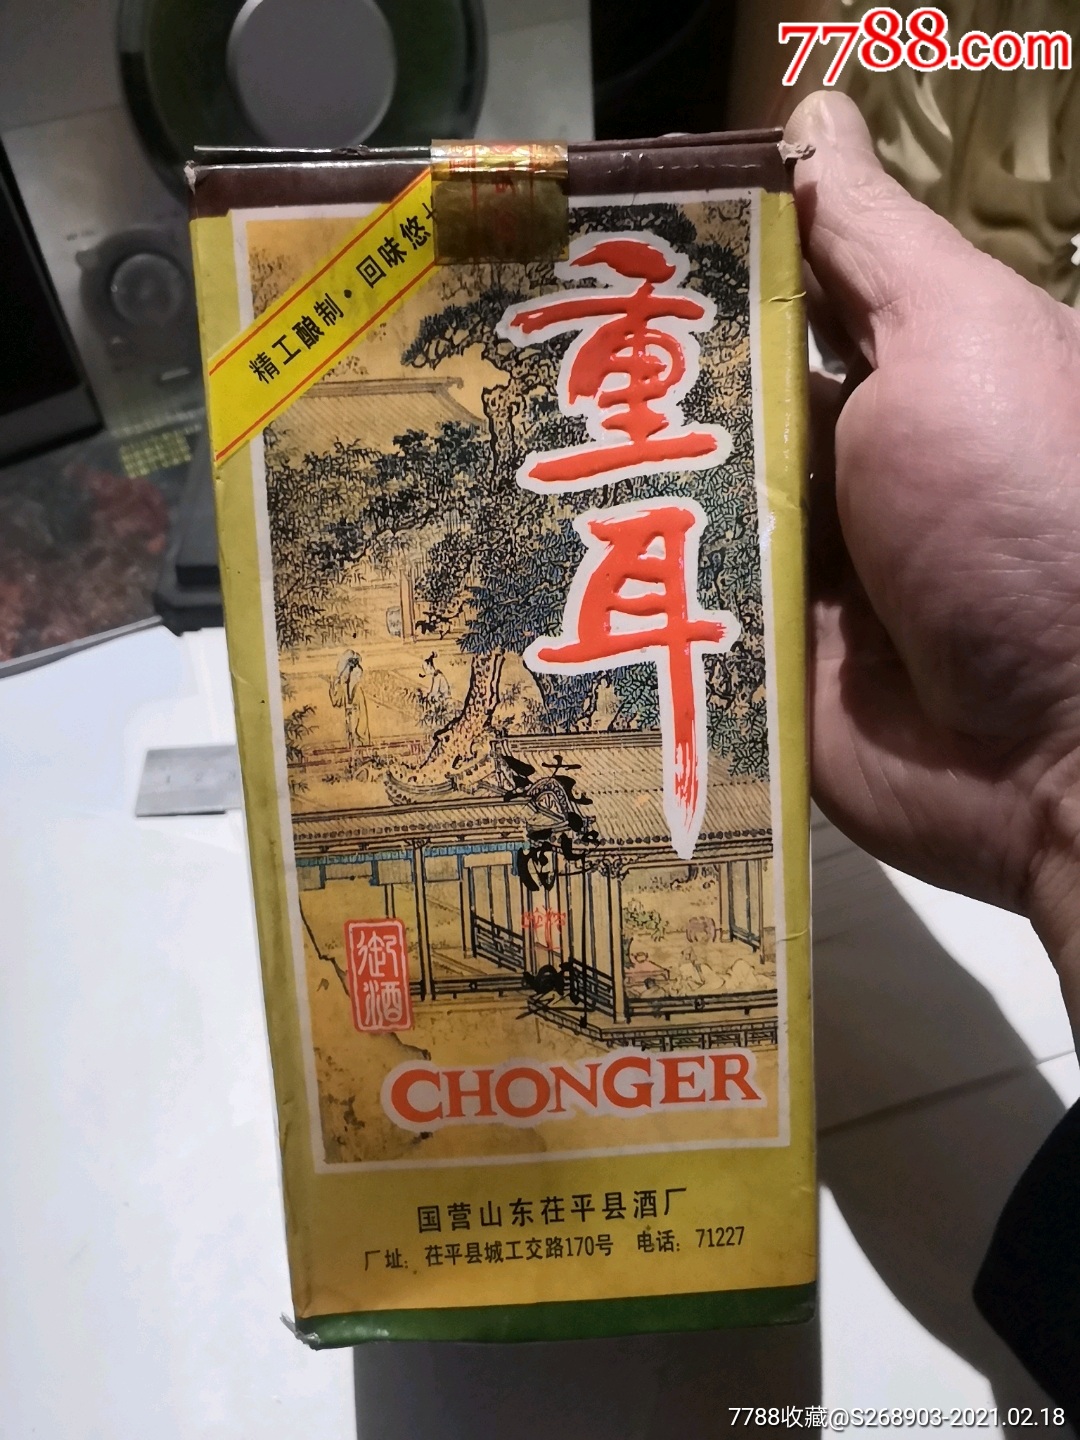 7788.com
精工酿制·回味悠
重耳
御酒
CHONGER
国营山东茌平县酒厂
厂址：茌平县城工交路170号 电话：71227
7788收藏@S268903-2021.02.18